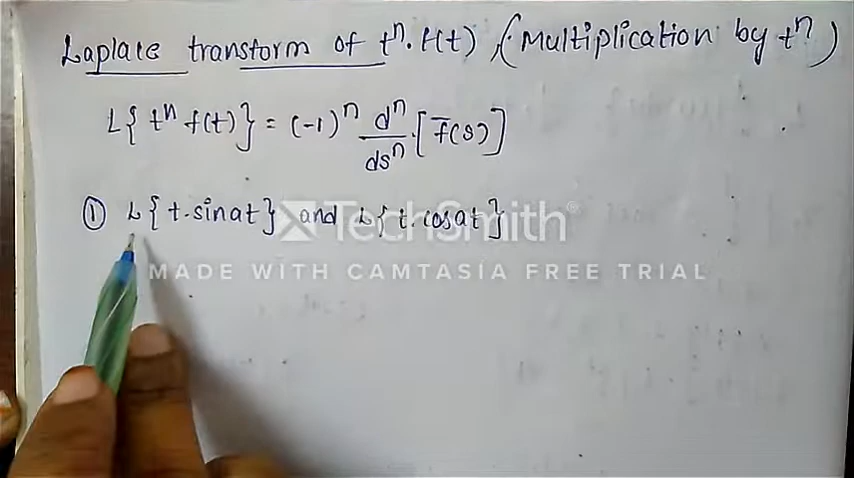 Laplace transform of tⁿ. f(t), (Multiplication by tⁿ)
L{ tⁿ f(t)} = (-1)ⁿ dⁿ/dsⁿ. [f̅(s)]
① L{ t. sinat} and L{ t. cosat}
TechSmith®
MADE WITH CAMTASIA FREE TRIAL